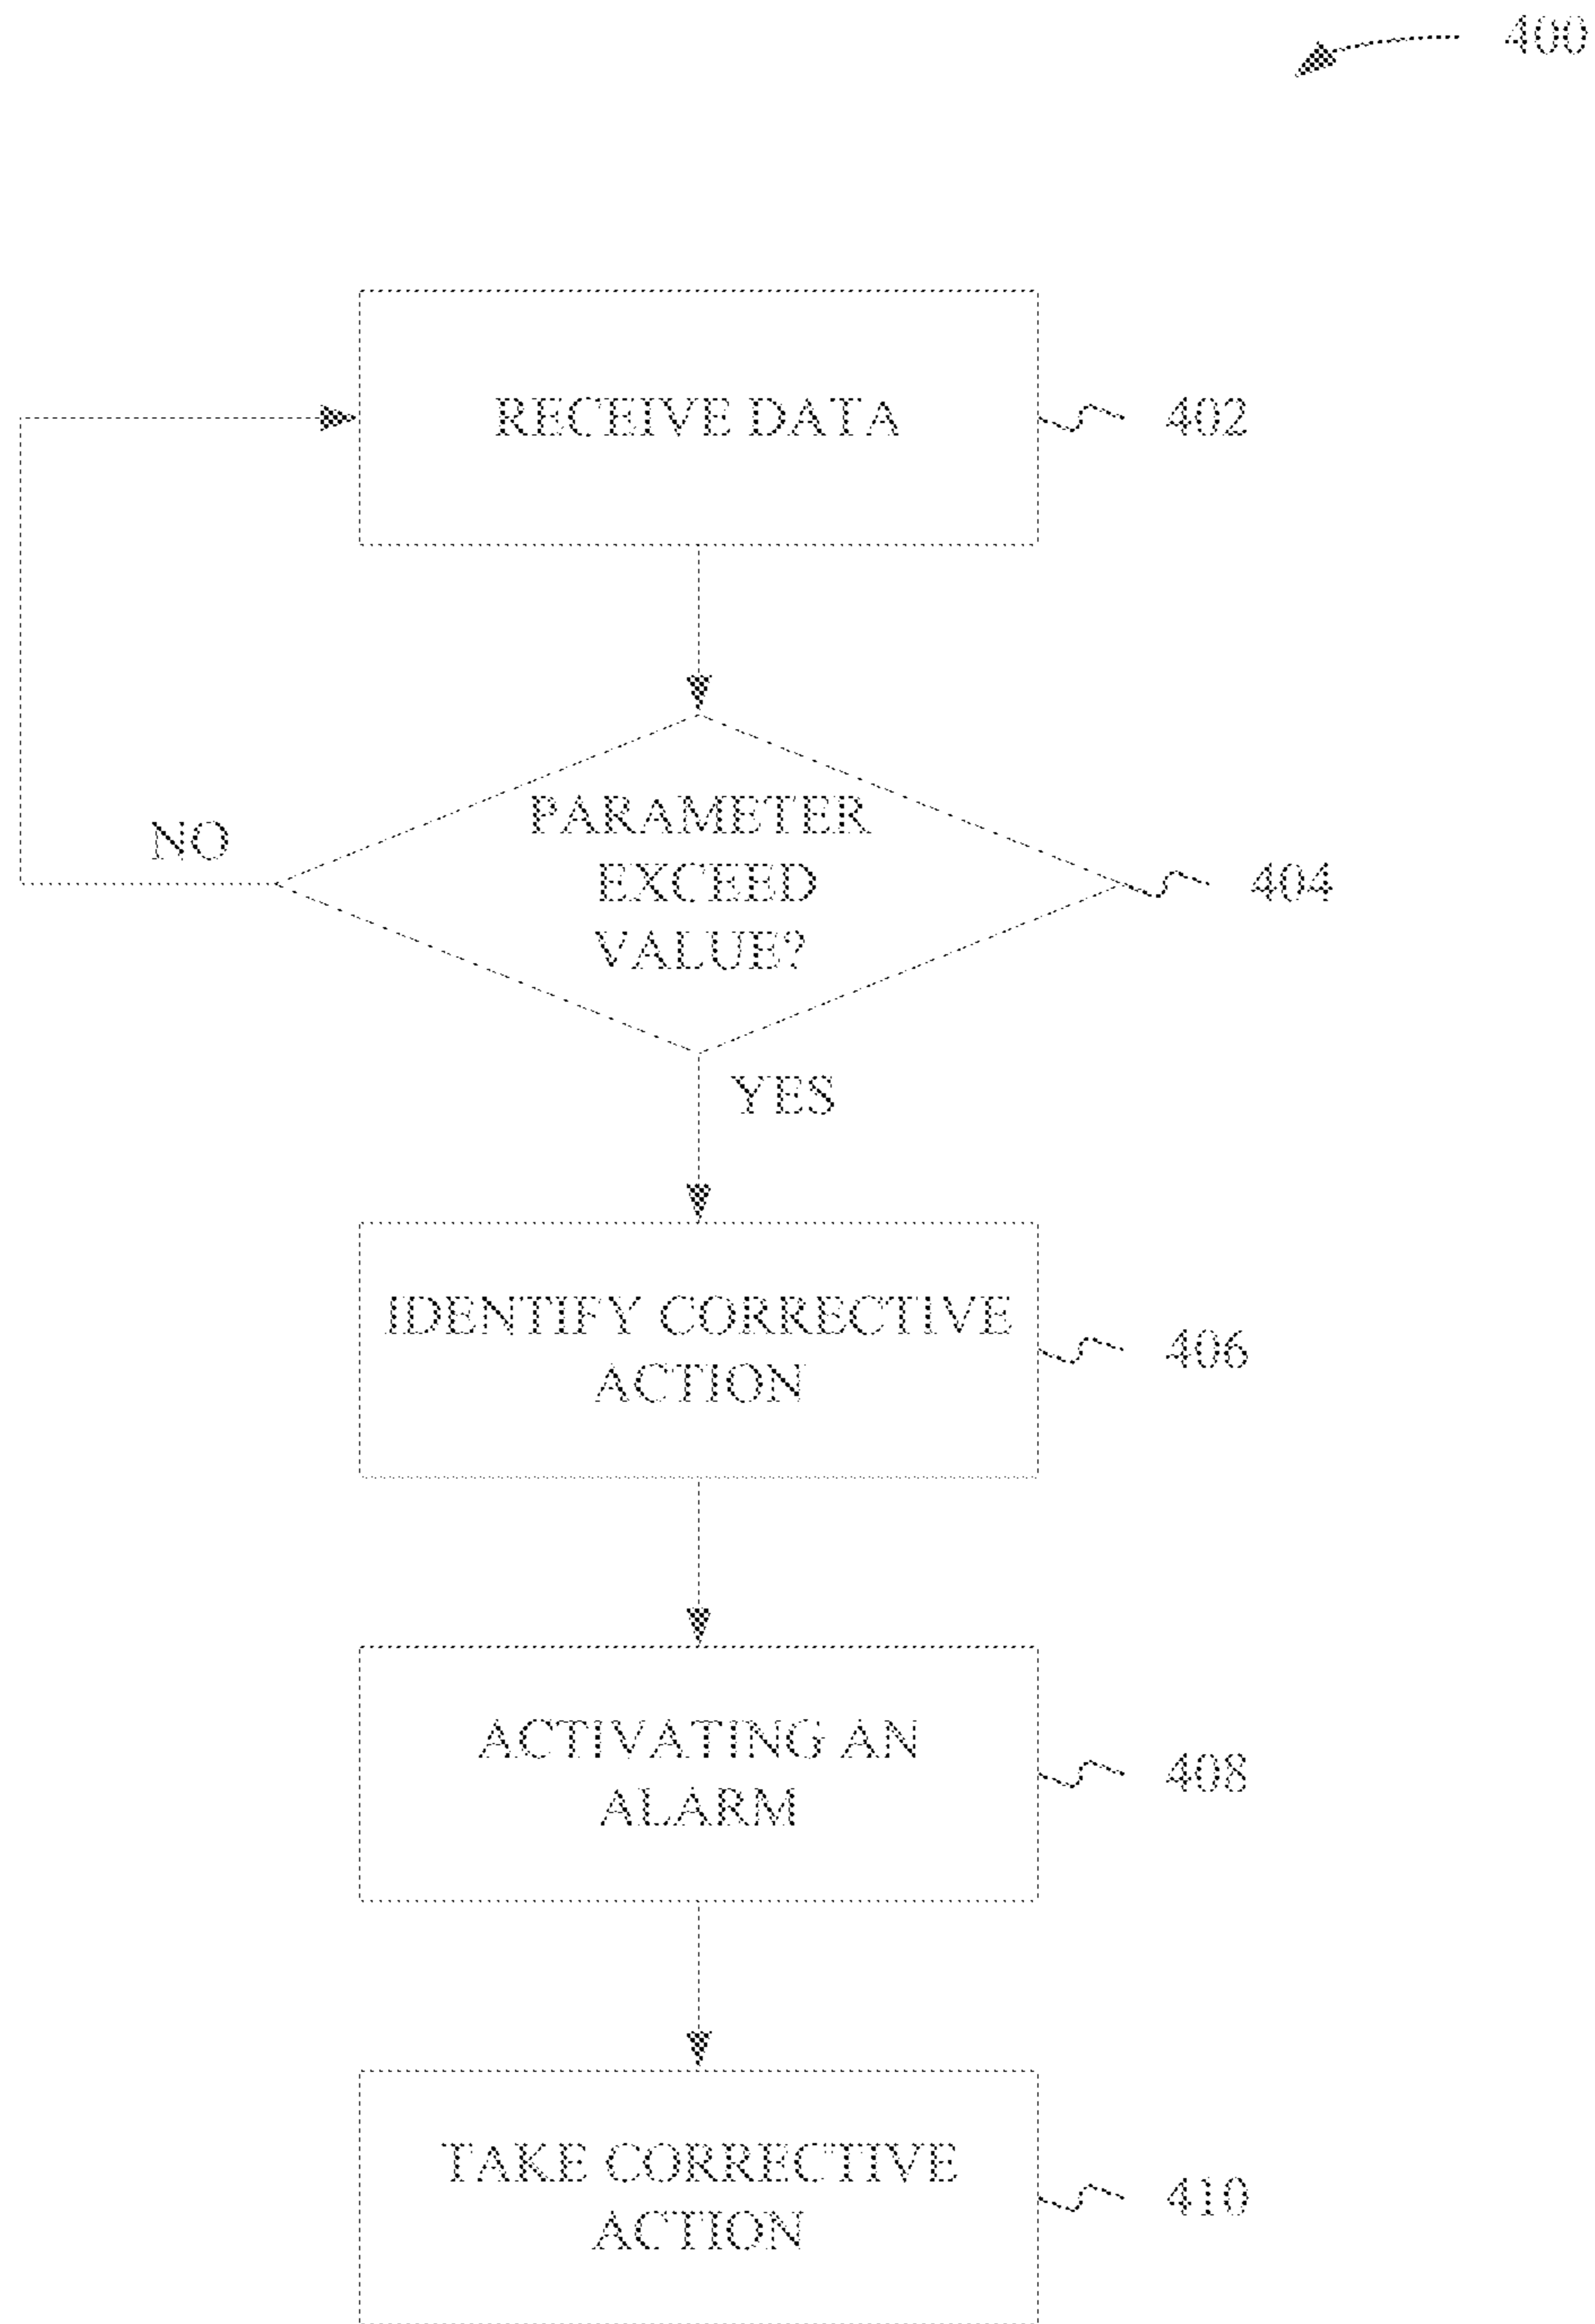 400
RECEIVE DATA
402
PARAMETER
EXCEED
VALUE?
404
NO
YES
IDENTIFY CORRECTIVE
ACTION
406
ACTIVATING AN
ALARM
408
TAKE CORRECTIVE
ACTION
410